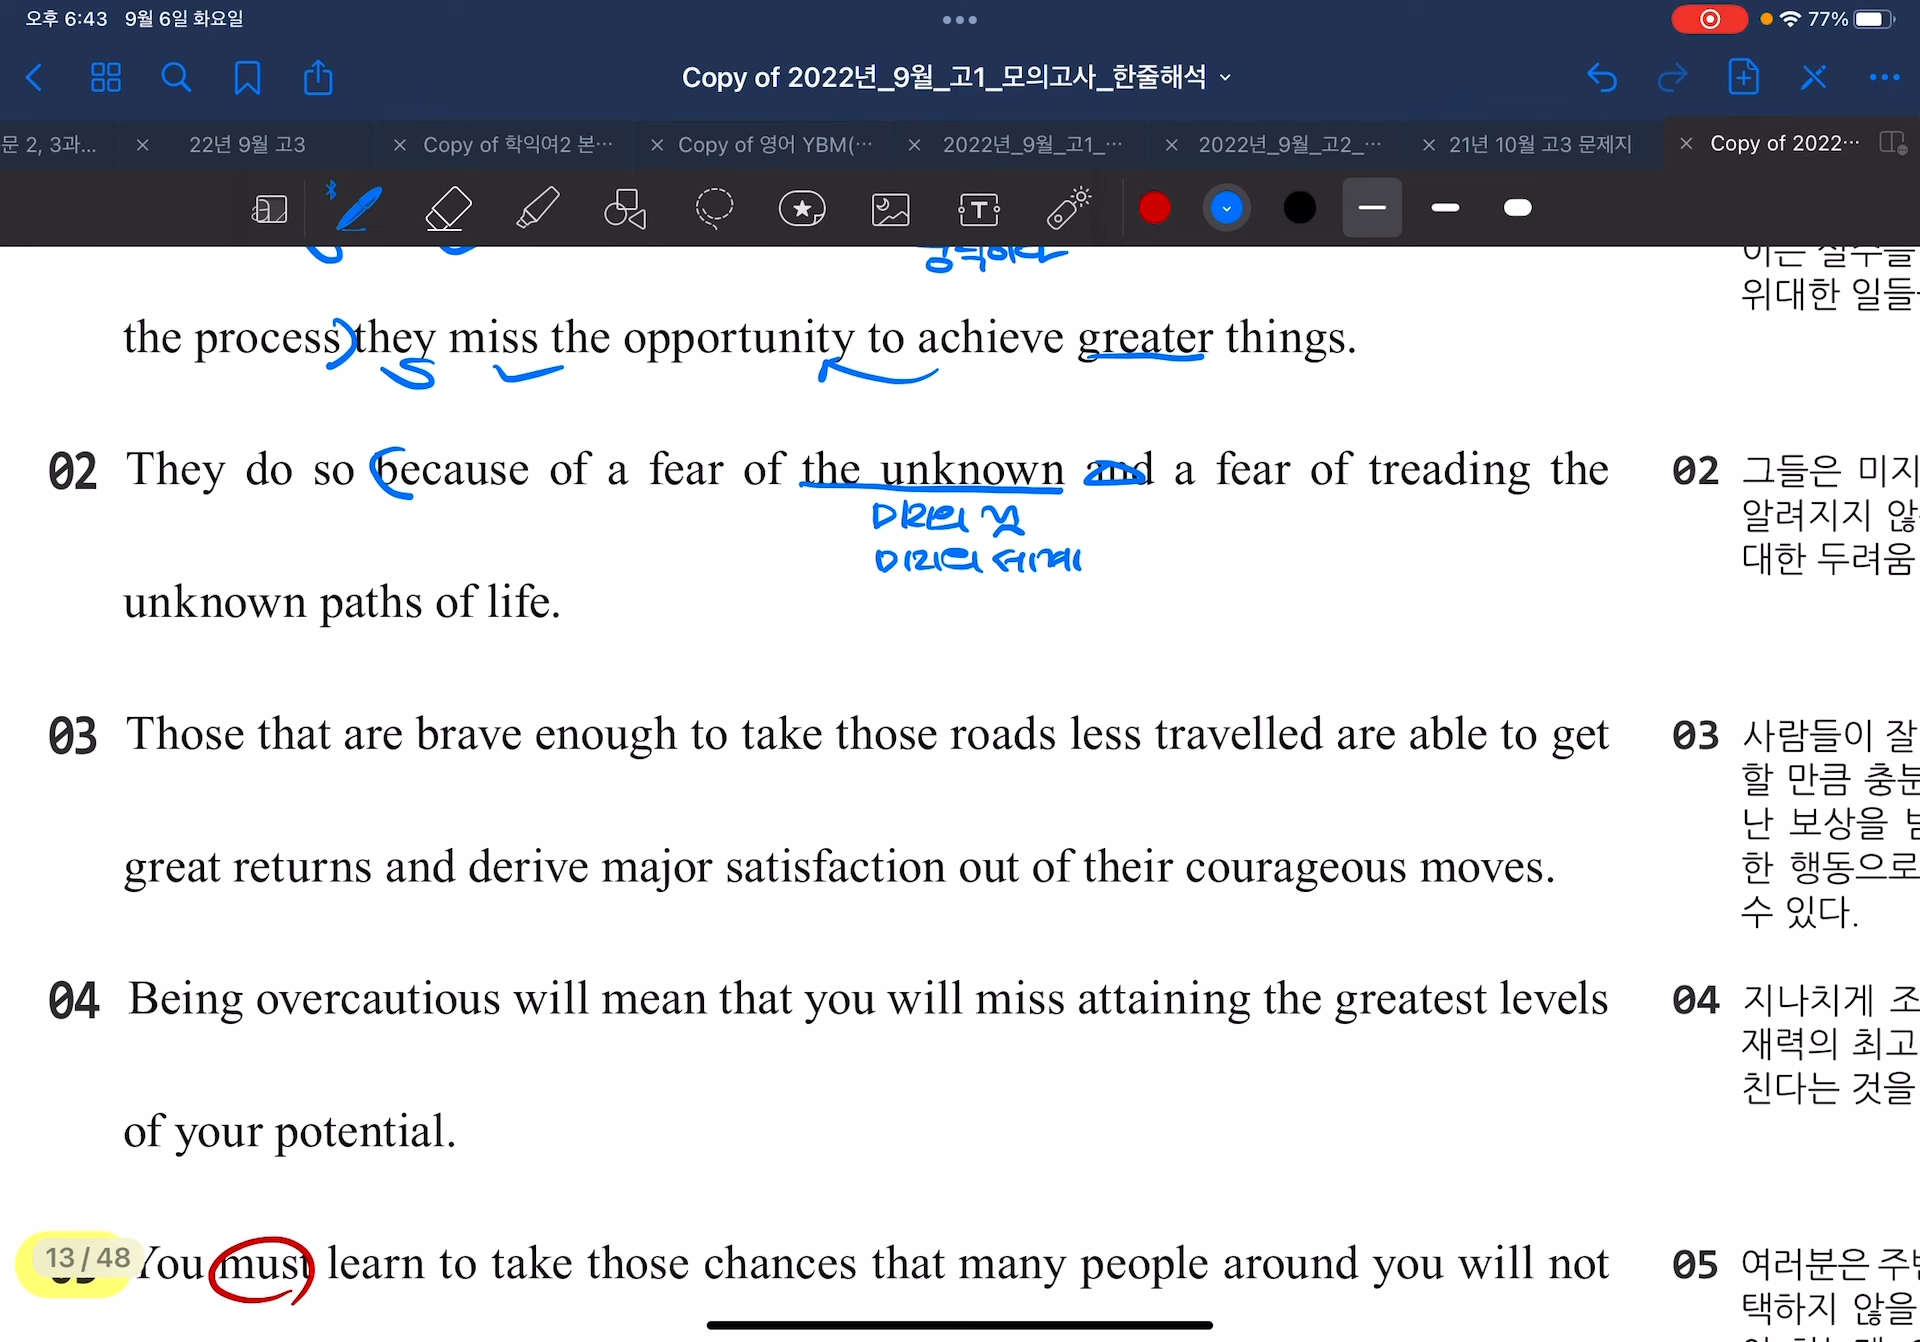 오후 6:43 9월 6일 화요일
77%
Copy of 2022년_9월_고1_모의고사_한줄해석
문 2, 3과...
22년 9월 고3
Copy of 학익여2 본...
Copy of 영어 YBM(...
2022년_9월_고1_...
2022년_9월_고2_...
21년 10월 고3 문제지
Copy of 2022...
위대한 일들
the process they miss the opportunity to achieve greater things.
S
02 They do so because of a fear of the unknown and a fear of treading the
미지의 것
미지의 세계
unknown paths of life.
02 그들은 미지
알려지지 않
대한 두려움
03 Those that are brave enough to take those roads less travelled are able to get
great returns and derive major satisfaction out of their courageous moves.
03 사람들이 잘
할 만큼 충분
난 보상을
한 행동으로
수 있다.
04 Being overcautious will mean that you will miss attaining the greatest levels
of your potential.
04 지나치게 조
재력의 최고
친다는 것을
13 / 48
You must learn to take those chances that many people around you will not
05 여러분은 주변
택하지 않을